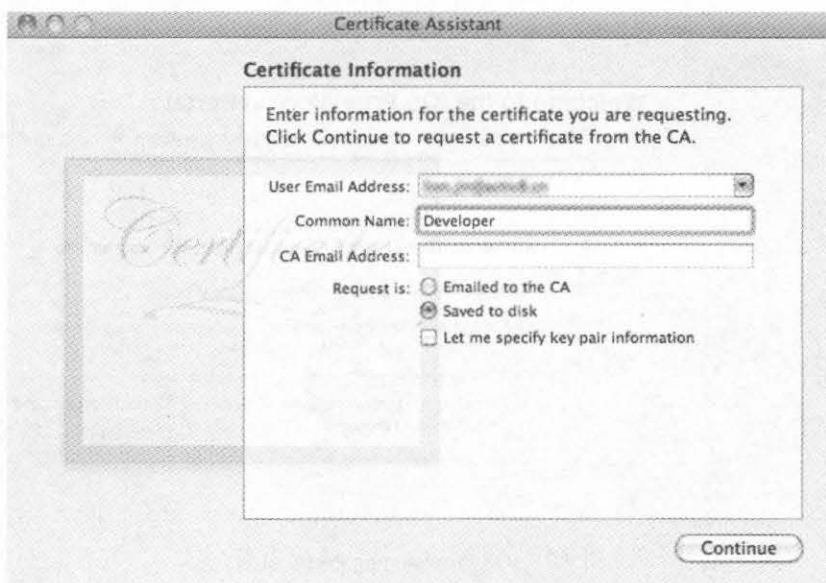 Certificate Assistant
Certificate Information
Enter information for the certificate you are requesting.
Click Continue to request a certificate from the CA.
User Email Address:
Common Name: Developer
CA Email Address:
Request is: Emailed to the CA
Saved to disk
Let me specify key pair information
Certificate
Continue